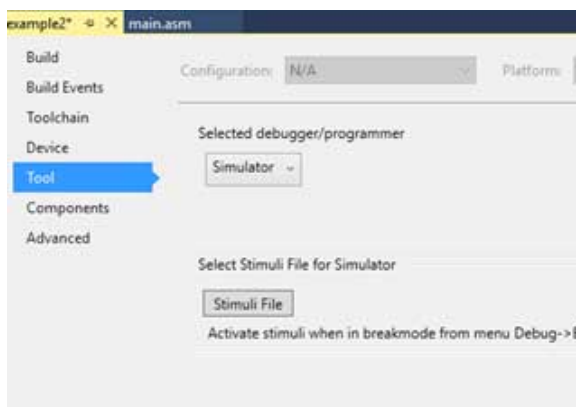 example2* main.asm
Build
Build Events
Toolchain
Device
Tool
Components
Advanced
Configuration: N/A Platform:
Selected debugger/programmer
Simulator
Select Stimuli File for Simulator
Stimuli File
Activate stimuli when in breakmode from menu Debug->E